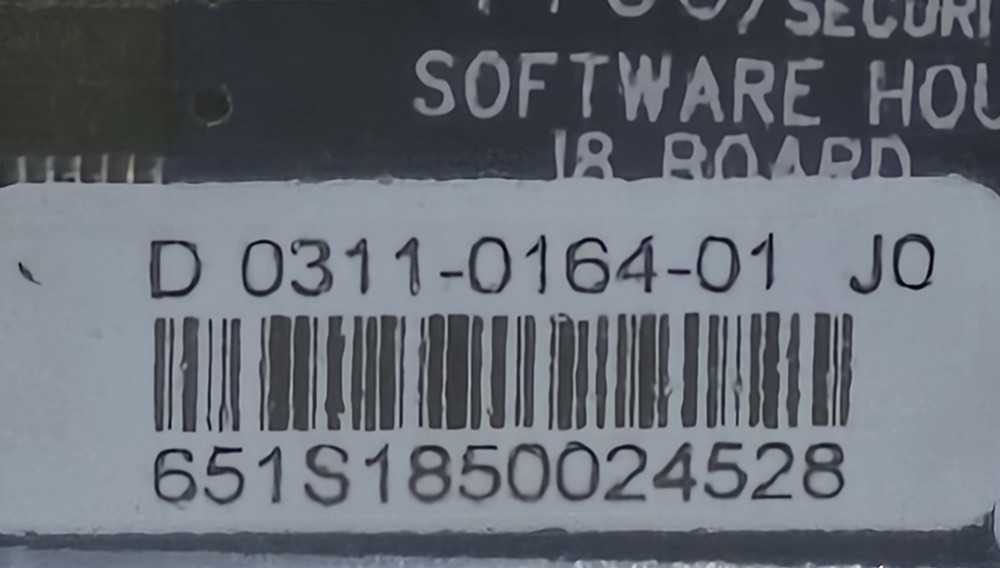 SOFTWARE HOU
I8 BOARD
D 0311-0164-01 J0
651S1850024528